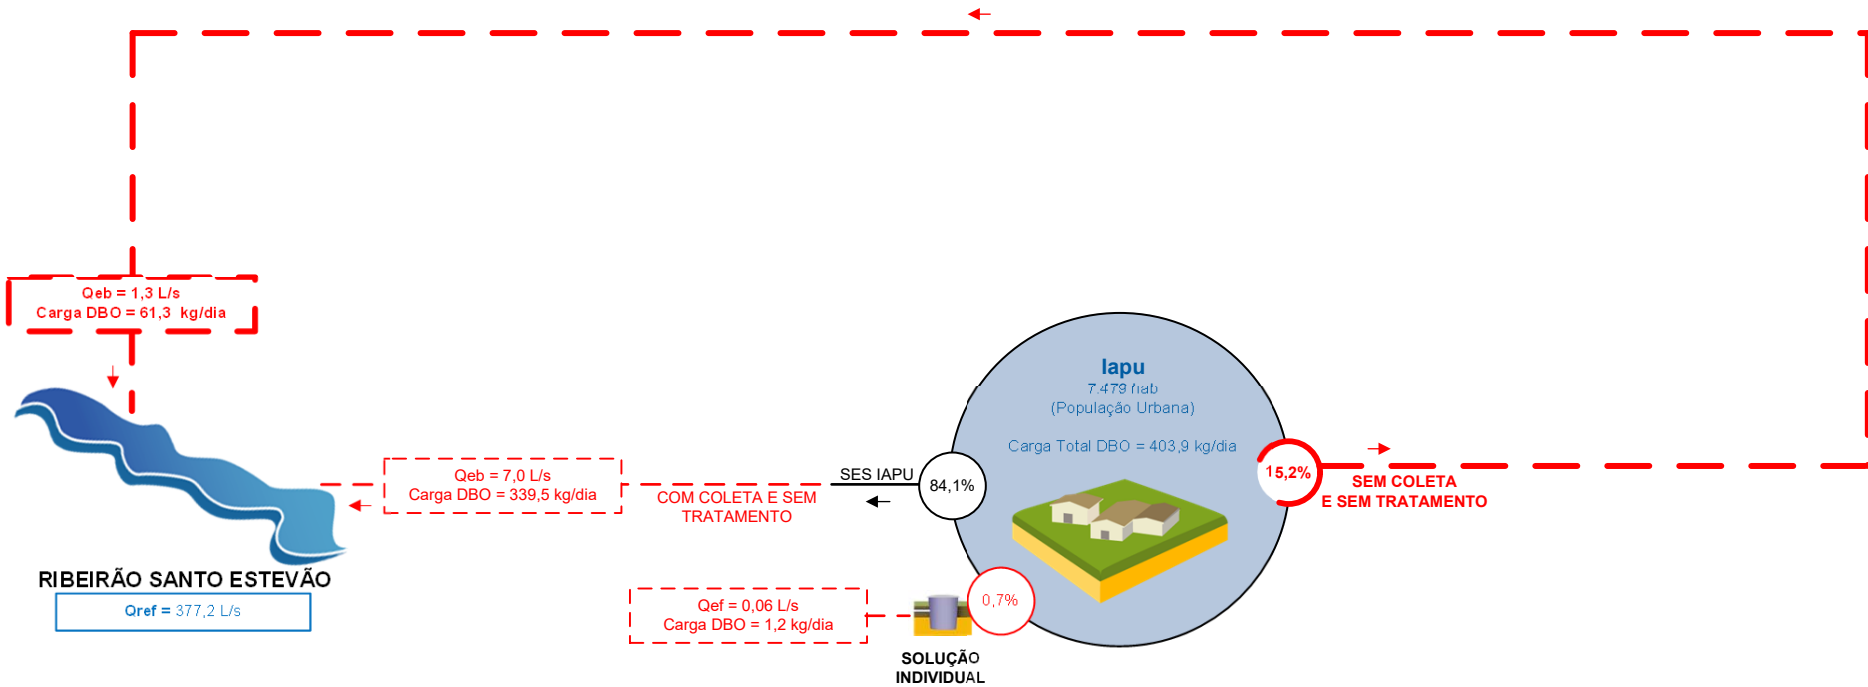 Qeb = 1,3 L/s
Carga DBO = 61,3 kg/dia
Iapu
7.479 hab
(População Urbana)
Carga Total DBO = 403,9 kg/dia
15,2%
SEM COLETA
E SEM TRATAMENTO
SES IAPU
84,1%
COM COLETA E SEM
TRATAMENTO
Qeb = 7,0 L/s
Carga DBO = 339,5 kg/dia
RIBEIRÃO SANTO ESTEVÃO
Qref = 377,2 L/s
Qef = 0,06 L/s
Carga DBO = 1,2 kg/dia
0,7%
SOLUÇÃO
INDIVIDUAL